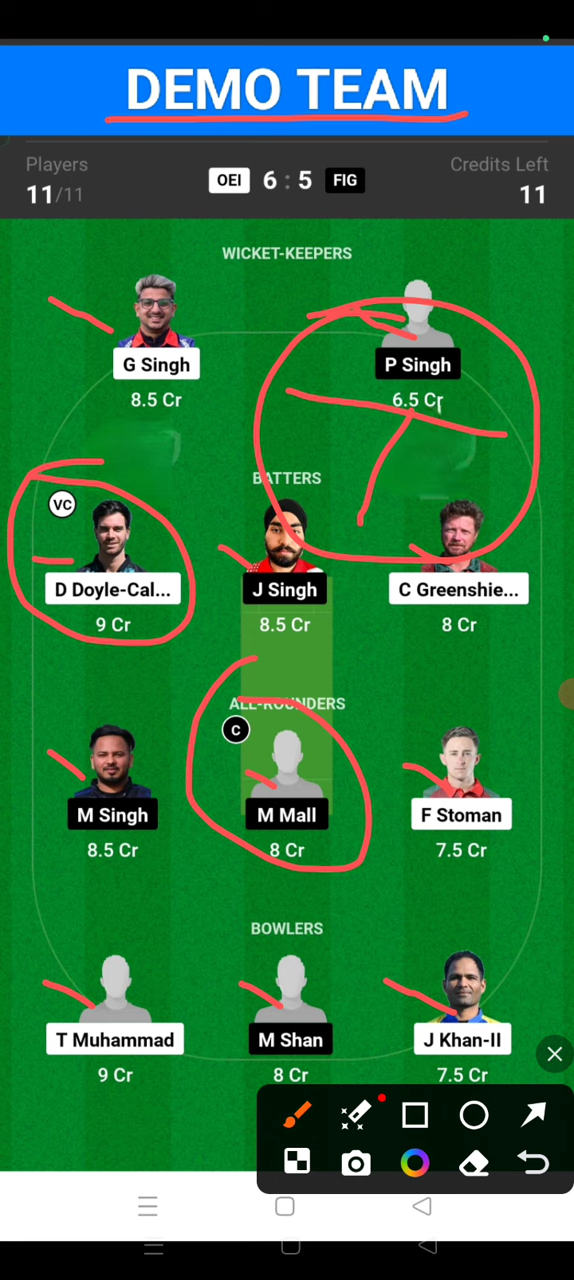 DEMO TEAM
Players
Credits Left
11/11
OEI 6 : 5 FIG
11
WICKET-KEEPERS
G Singh
P Singh
8.5 Cr
6.5 Cr
BATTERS
VC
D Doyle-Cal...
J Singh
C Greenshie...
9 Cr
8.5 Cr
8 Cr
ALL-ROUNDERS
C
M Singh
M Mall
F Stoman
8.5 Cr
8 Cr
7.5 Cr
BOWLERS
T Muhammad
M Shan
J Khan-II
9 Cr
8 Cr
7.5 Cr